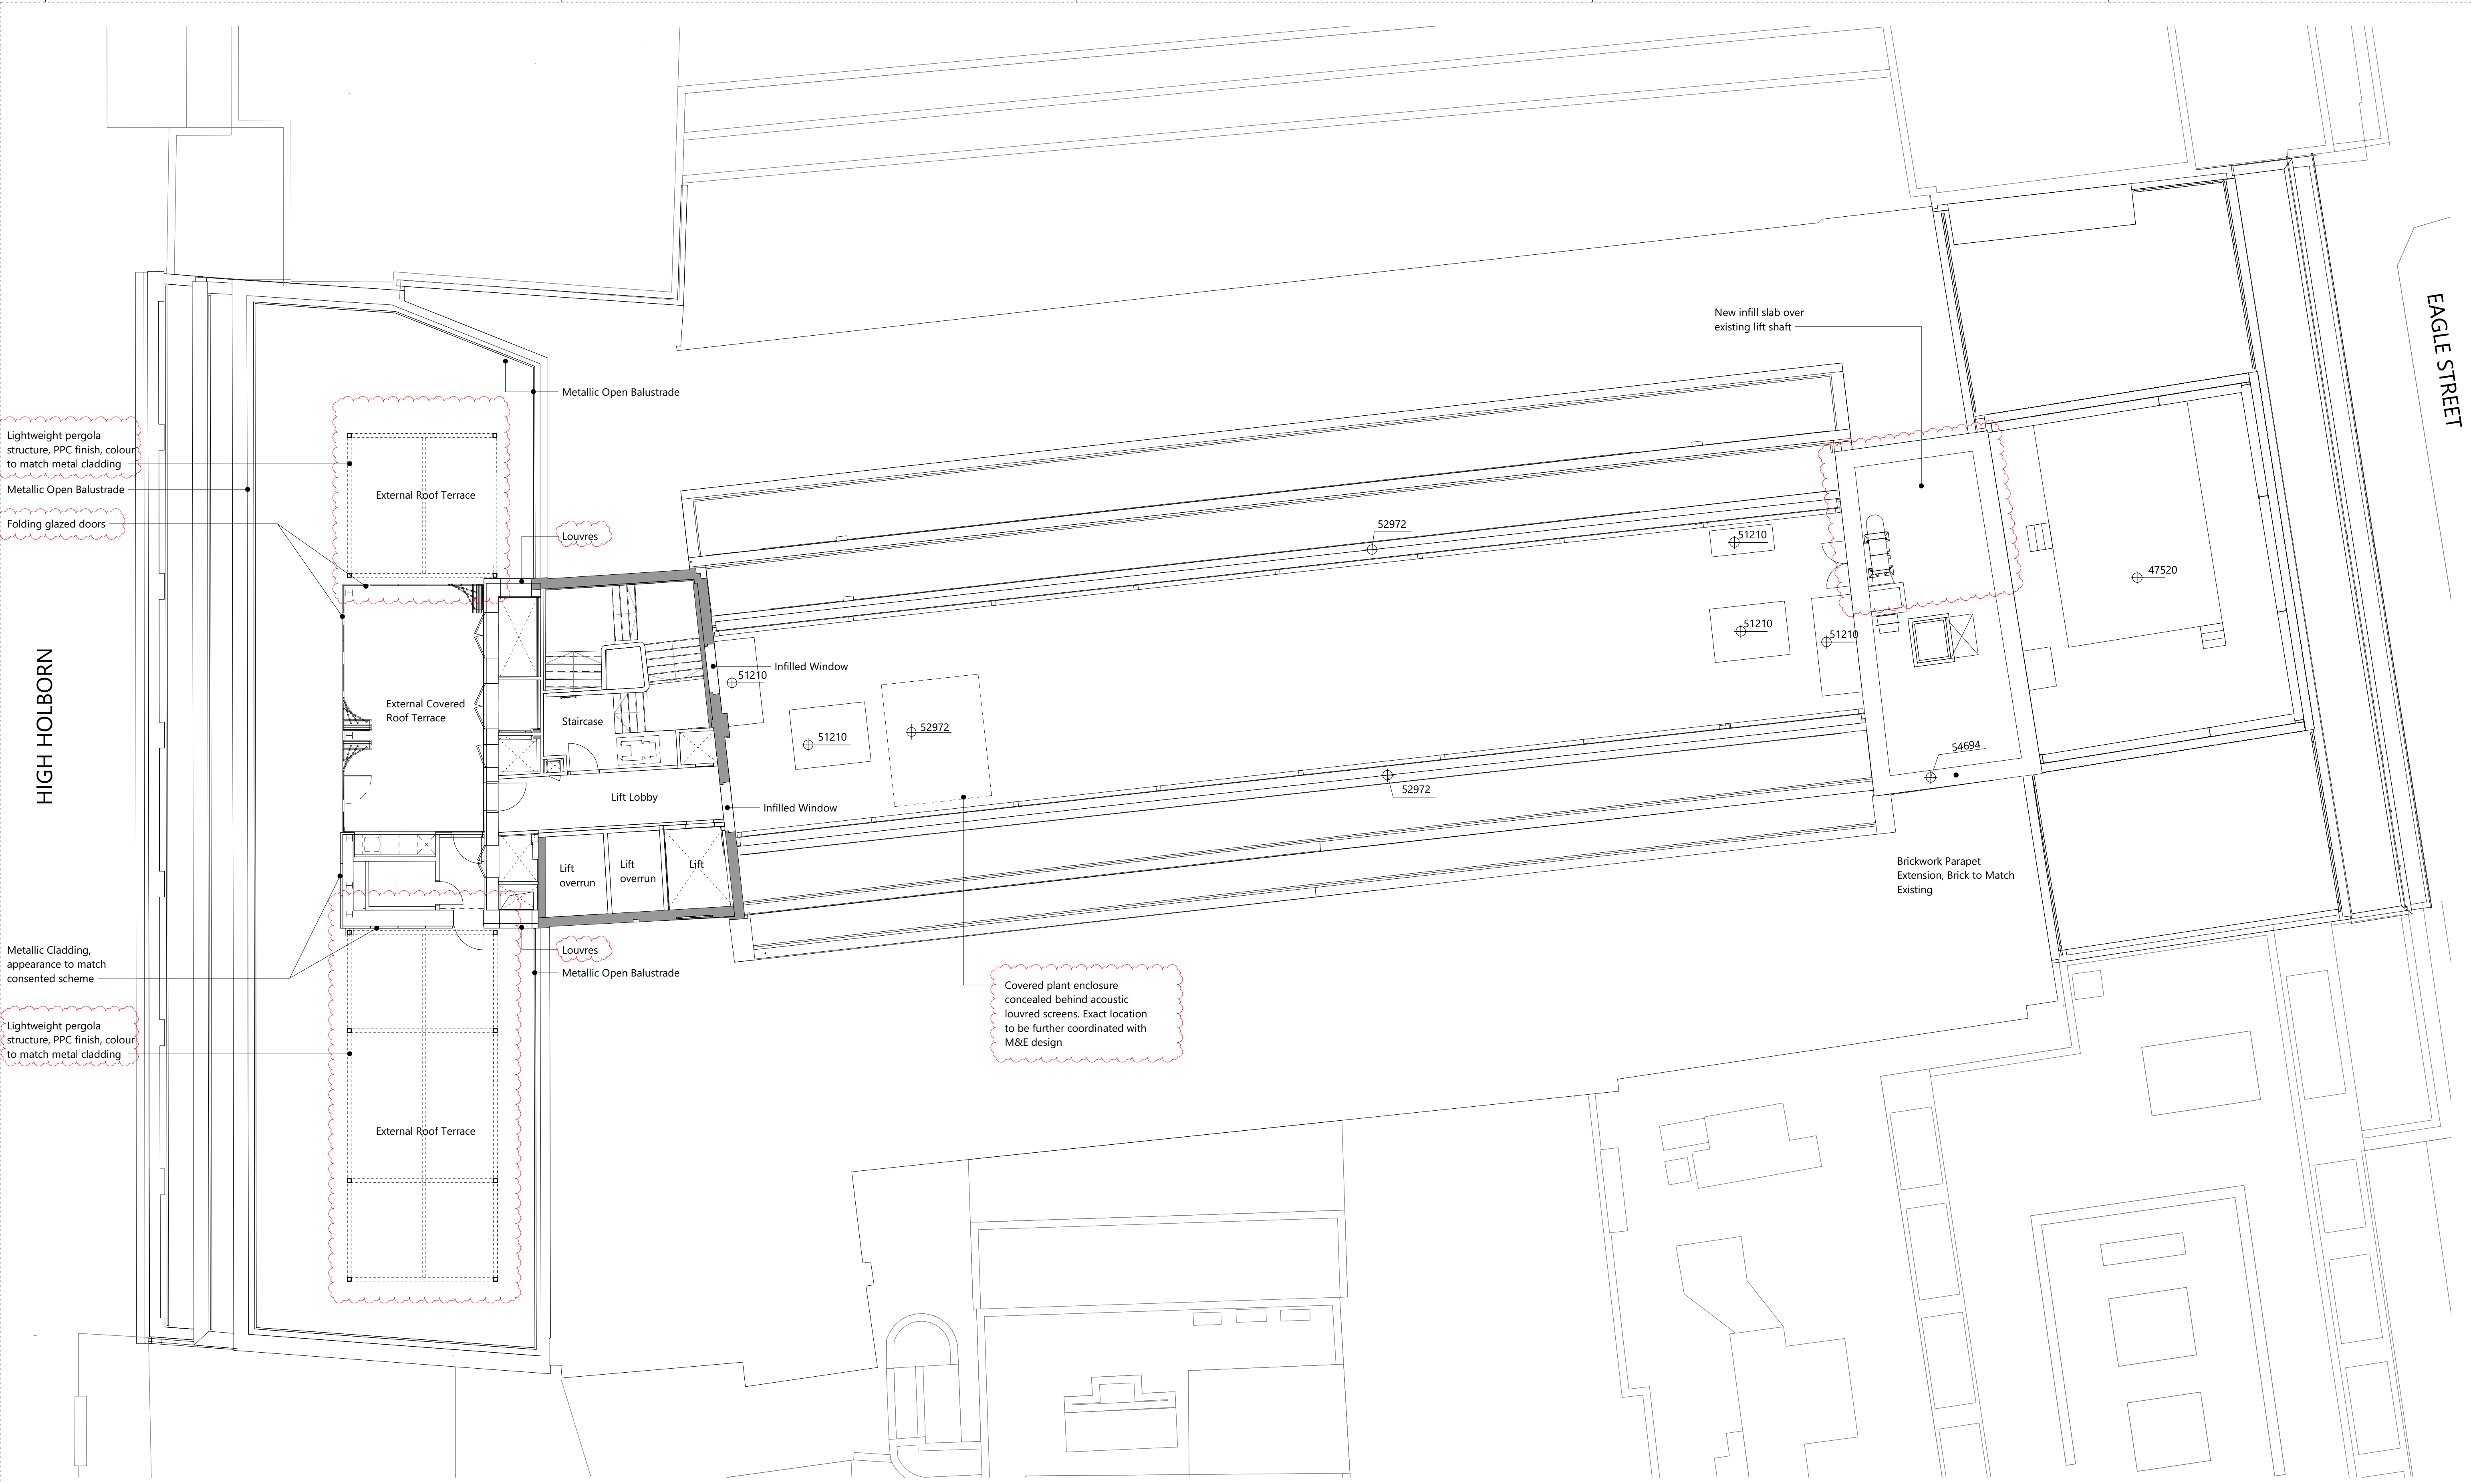 New infill slab over
existing lift shaft
EAGLE STREET
Metallic Open Balustrade
Lightweight pergola
structure, PPC finish, colour
to match metal cladding
Metallic Open Balustrade
External Roof Terrace
Folding glazed doors
Louvres
52972
51210
47520
51210
51210
HIGH HOLBORN
Infilled Window
51210
External Covered
Roof Terrace
Staircase
51210
52972
54694
52972
Lift Lobby
Infilled Window
Lift
overrun
Lift
overrun
Lift
Brickwork Parapet
Extension, Brick to Match
Existing
Metallic Cladding,
appearance to match
consented scheme
Louvres
Metallic Open Balustrade
Covered plant enclosure
concealed behind acoustic
louvred screens. Exact location
to be further coordinated with
M&E design
Lightweight pergola
structure, PPC finish, colour
to match metal cladding
External Roof Terrace